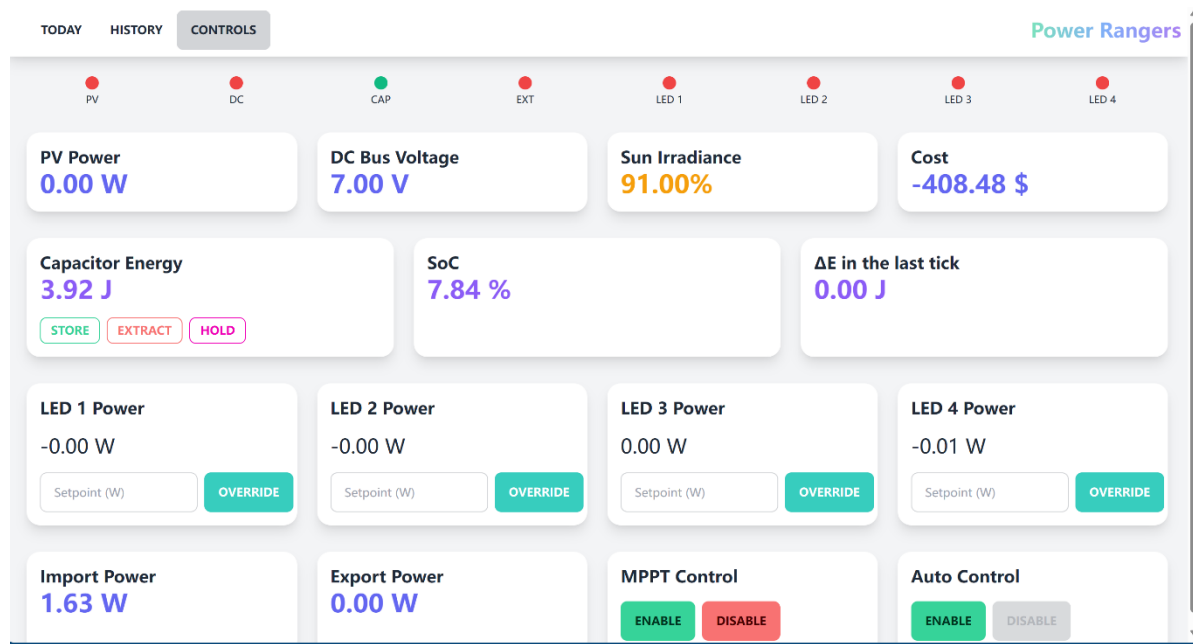 TODAY HISTORY CONTROLS Power Rangers
PV DC CAP EXT LED 1 LED 2 LED 3 LED 4
PV Power DC Bus Voltage Sun Irradiance Cost
0.00 W 7.00 V 91.00% -408.48 $
Capacitor Energy SoC ΔE in the last tick
3.92 J 7.84 % 0.00 J
STORE EXTRACT HOLD
LED 1 Power LED 2 Power LED 3 Power LED 4 Power
-0.00 W -0.00 W 0.00 W -0.01 W
Setpoint (W) OVERRIDE Setpoint (W) OVERRIDE Setpoint (W) OVERRIDE Setpoint (W) OVERRIDE
Import Power Export Power MPPT Control Auto Control
1.63 W 0.00 W
ENABLE DISABLE ENABLE DISABLE